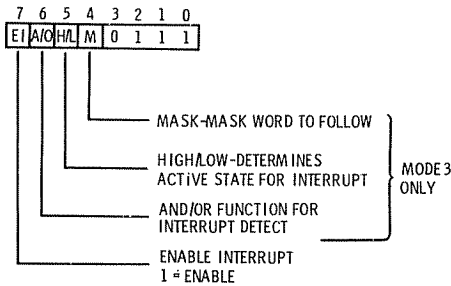 7 6 5 4 3 2 1 0
EI A/O H/L M 0 1 1 1
MASK-MASK WORD TO FOLLOW
HIGH/LOW-DETERMINES
ACTIVE STATE FOR INTERRUPT
MODE 3
ONLY
AND/OR FUNCTION FOR
INTERRUPT DETECT
ENABLE INTERRUPT
1 = ENABLE